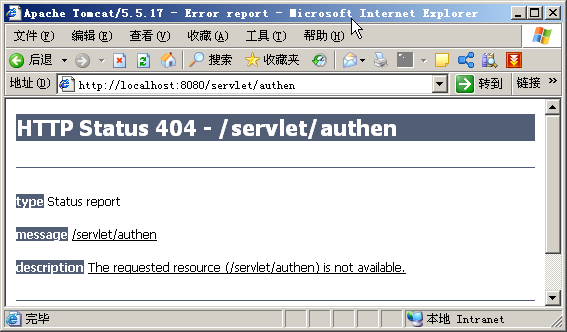 Apache Tomcat/5.5.17 - Error report - Microsoft Internet Explorer
文件(F) 编辑(E) 查看(V) 收藏(A) 工具(T) 帮助(H)
后退 搜索 收藏夹
地址(D) http://localhost:8080/servlet/authen 转到 链接 »
HTTP Status 404 - /servlet/authen
type Status report
message /servlet/authen
description The requested resource (/servlet/authen) is not available.
完毕 本地 Intranet